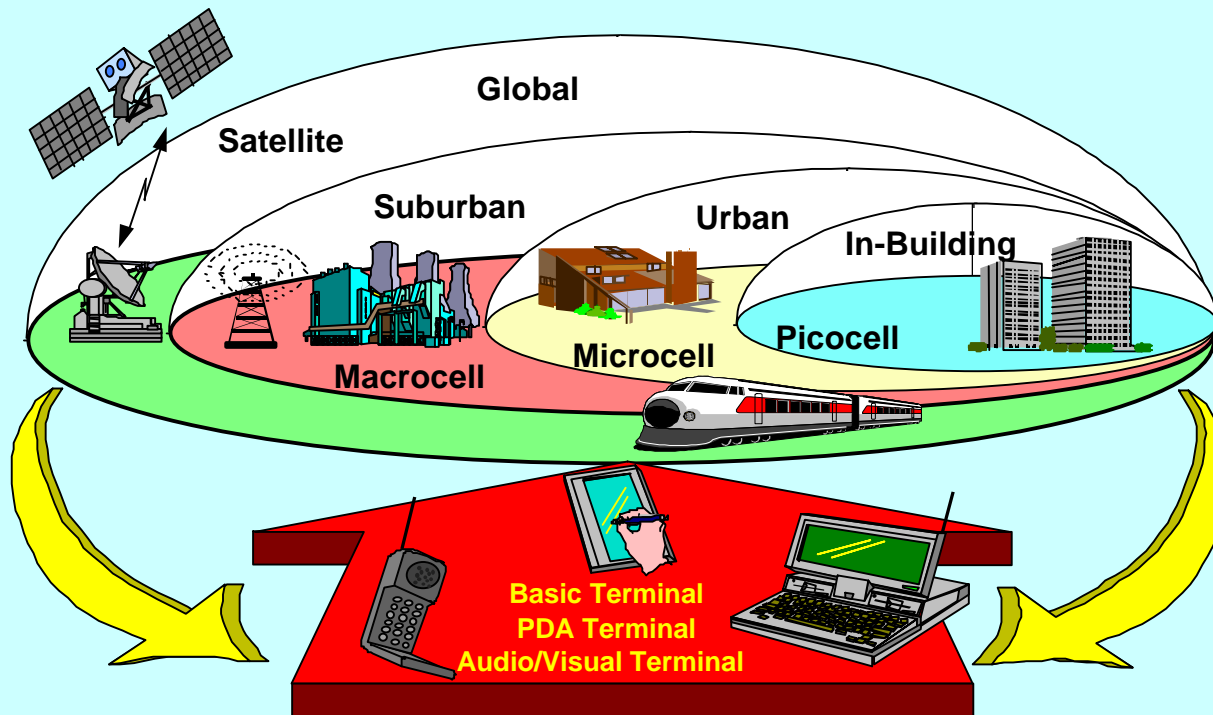 Global
Satellite
Suburban
Urban
In-Building
Macrocell
Microcell
Picocell
Basic Terminal
PDA Terminal
Audio/Visual Terminal